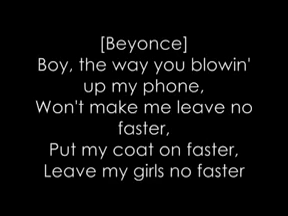 [Beyonce]
Boy, the way you blowin'
up my phone,
Won't make me leave no
faster,
Put my coat on faster,
Leave my girls no faster